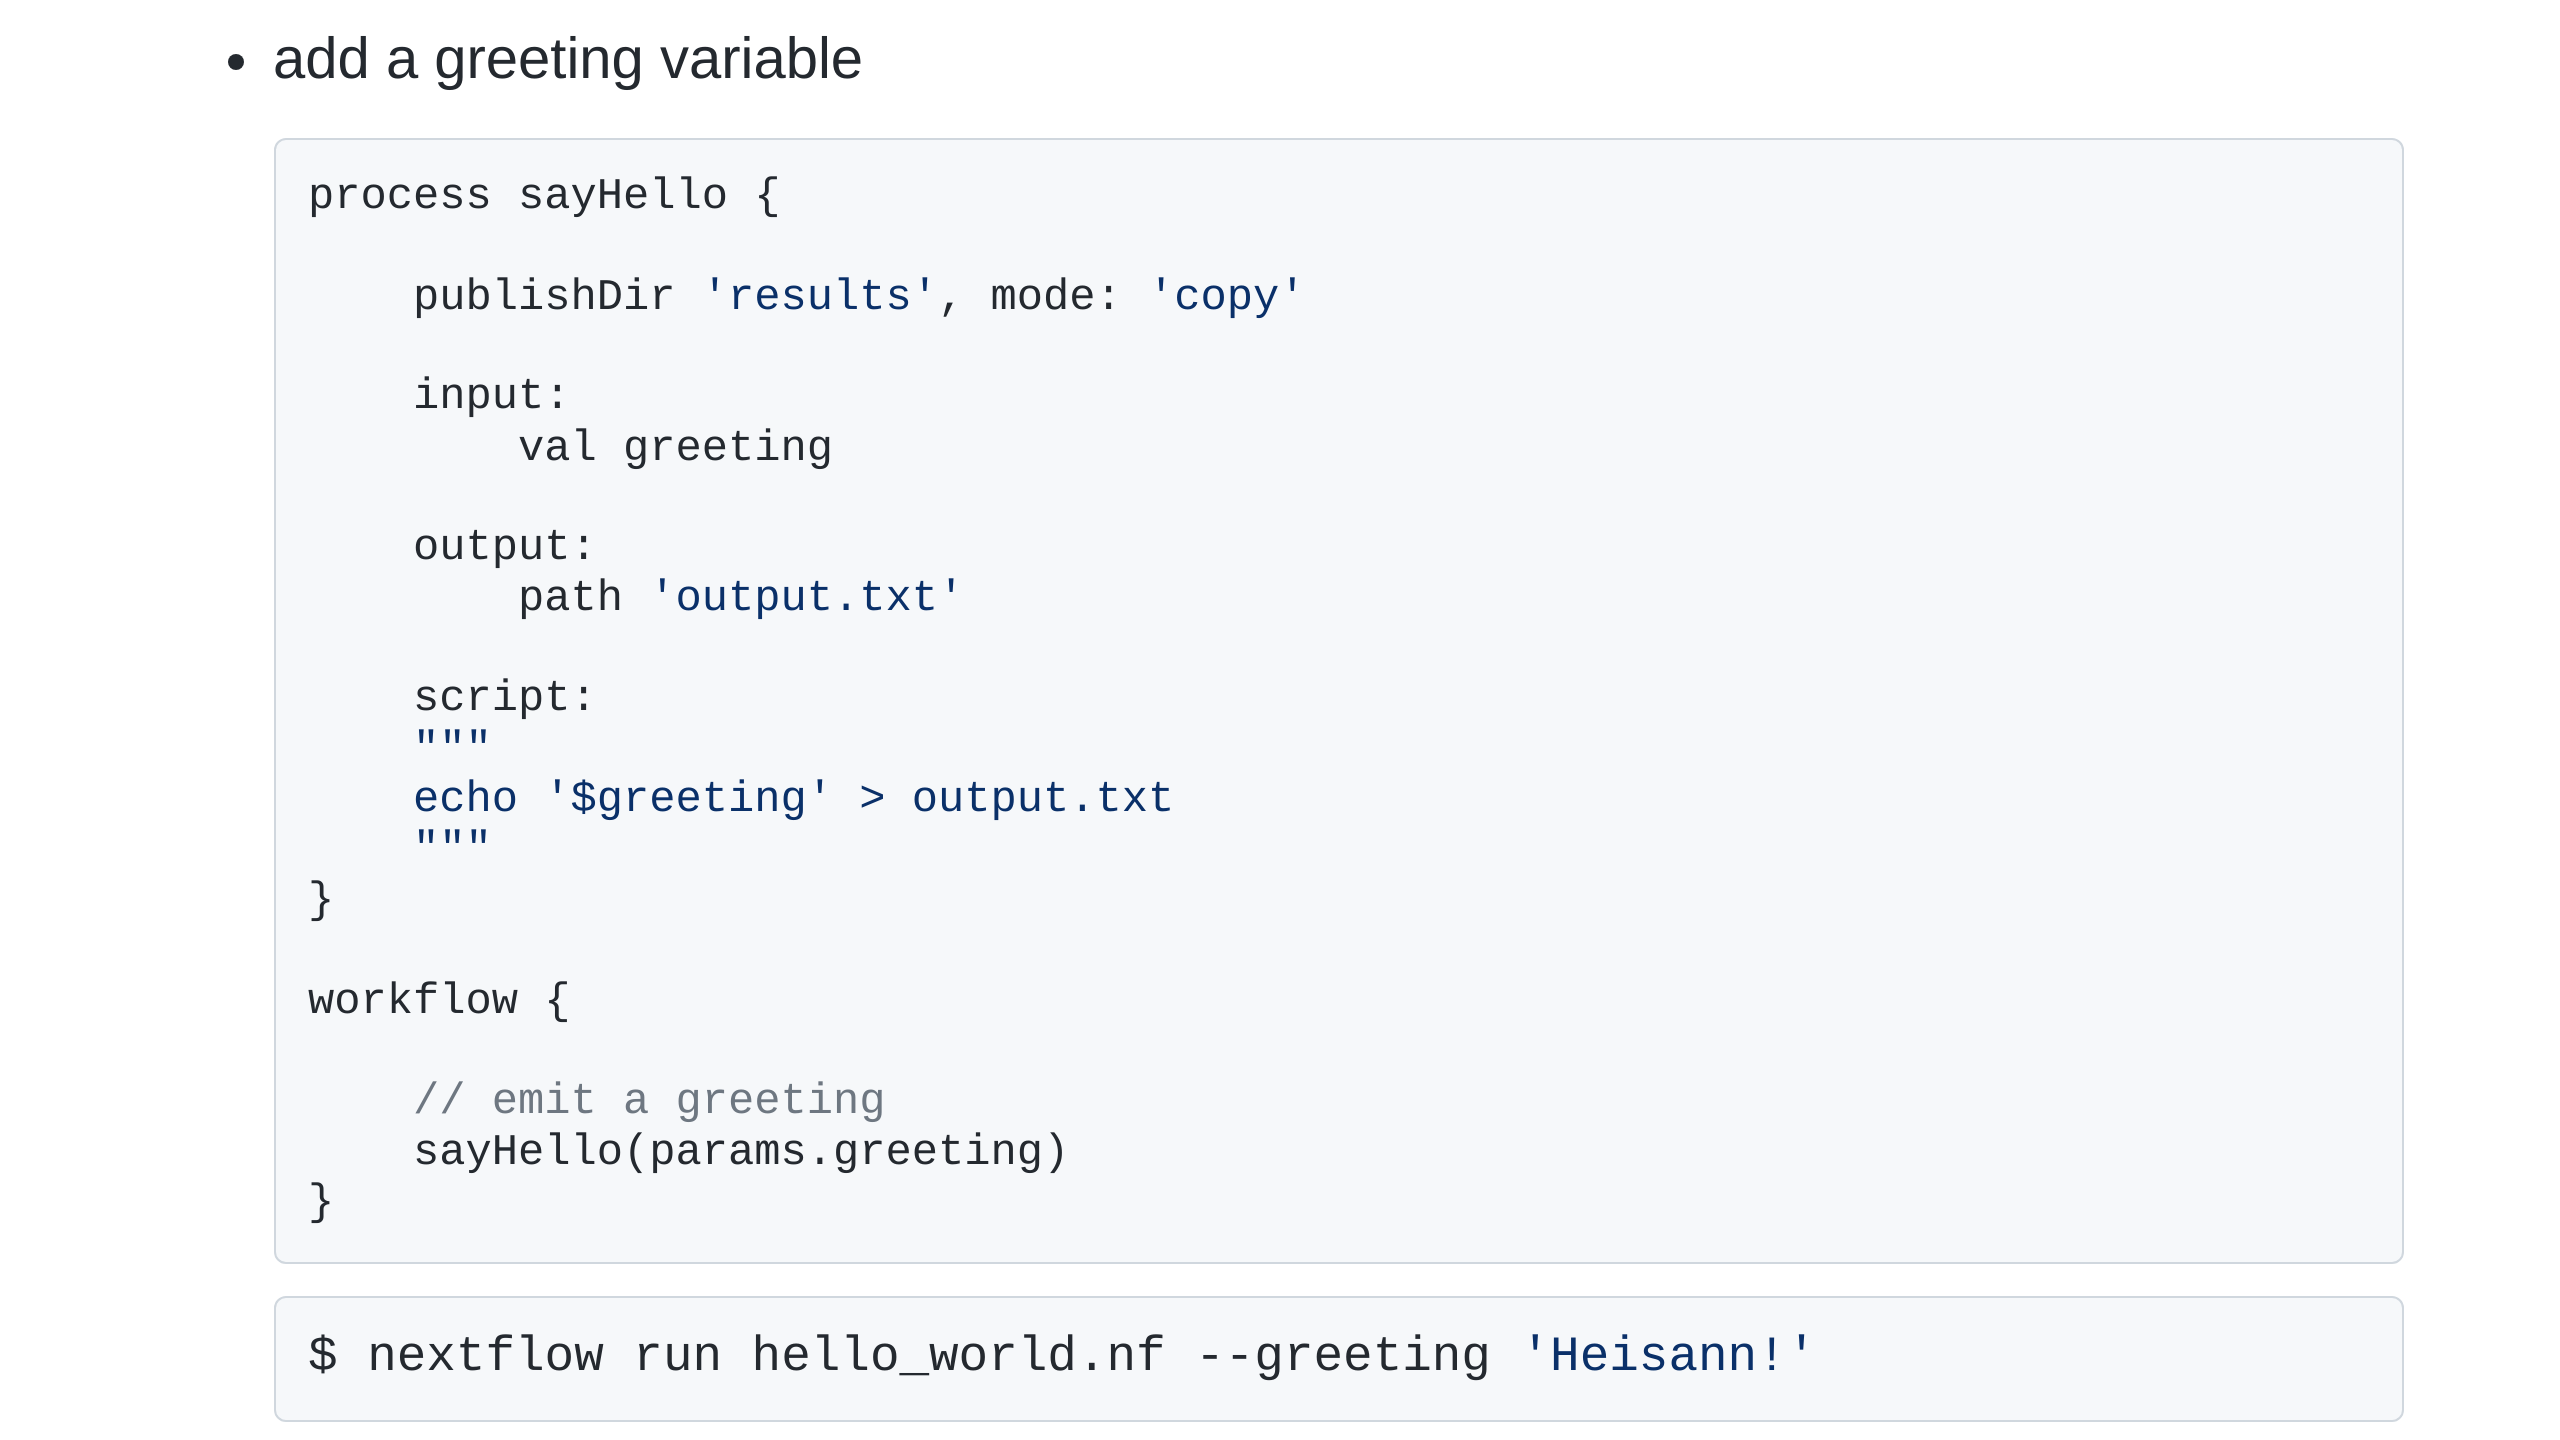 • add a greeting variable
process sayHello {
    publishDir 'results', mode: 'copy'
    input:
        val greeting
    output:
        path 'output.txt'
    script:
    """
    echo '$greeting' > output.txt
    """
}
workflow {
    // emit a greeting
    sayHello(params.greeting)
}
$ nextflow run hello_world.nf --greeting 'Heisann!'